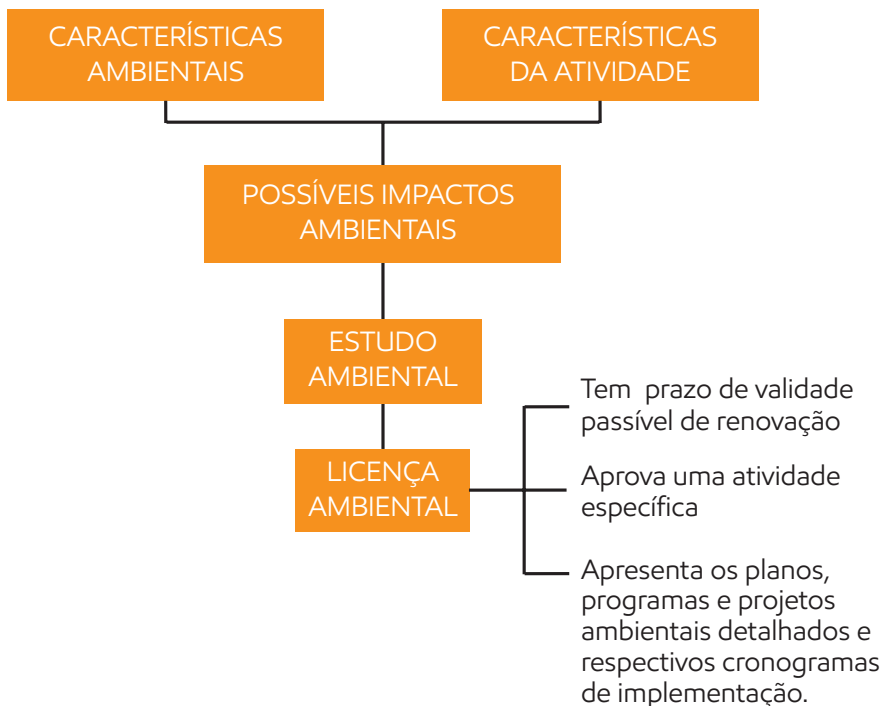 CARACTERÍSTICAS
AMBIENTAIS
CARACTERÍSTICAS
DA ATIVIDADE
POSSÍVEIS IMPACTOS
AMBIENTAIS
ESTUDO
AMBIENTAL
LICENÇA
AMBIENTAL
Tem prazo de validade
passível de renovação
Aprova uma atividade
específica
Apresenta os planos,
programas e projetos
ambientais detalhados e
respectivos cronogramas
de implementação.